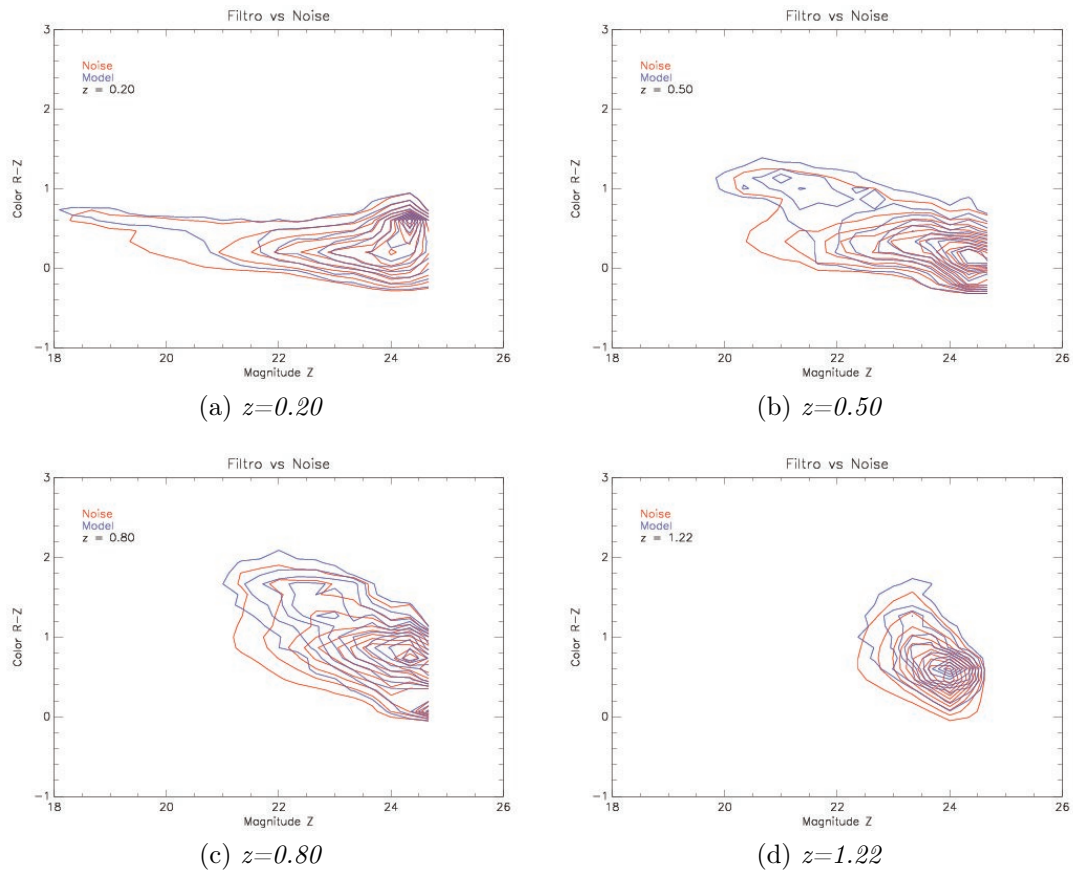 Filtro vs Noise
3
2
1
0
-1
Color R-Z
Noise
Model
z = 0.20
18 20 22 24 26
Magnitude Z
(a) z=0.20
Filtro vs Noise
3
2
1
0
-1
Color R-Z
Noise
Model
z = 0.50
18 20 22 24 26
Magnitude Z
(b) z=0.50
Filtro vs Noise
3
2
1
0
-1
Color R-Z
Noise
Model
z = 0.80
18 20 22 24 26
Magnitude Z
(c) z=0.80
Filtro vs Noise
3
2
1
0
-1
Color R-Z
Noise
Model
z = 1.22
18 20 22 24 26
Magnitude Z
(d) z=1.22